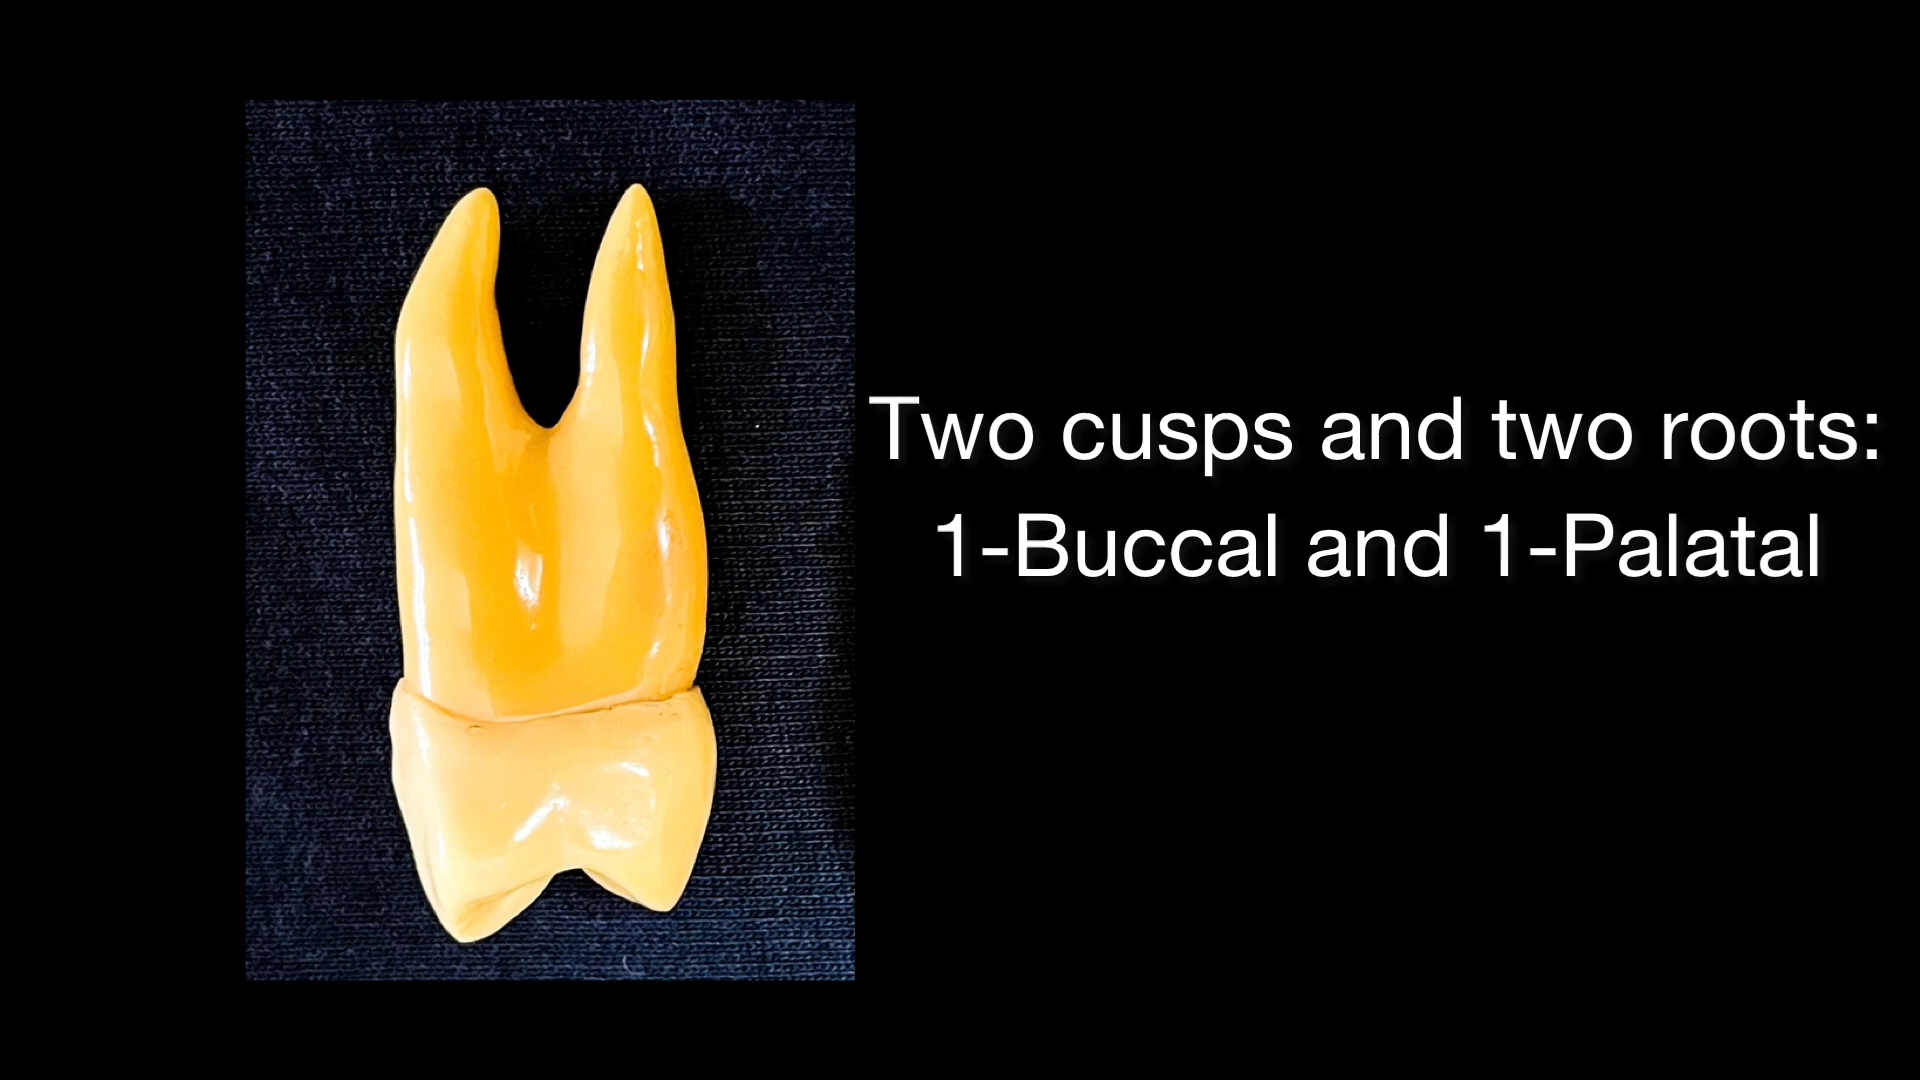 Two cusps and two roots:
1-Buccal and 1-Palatal